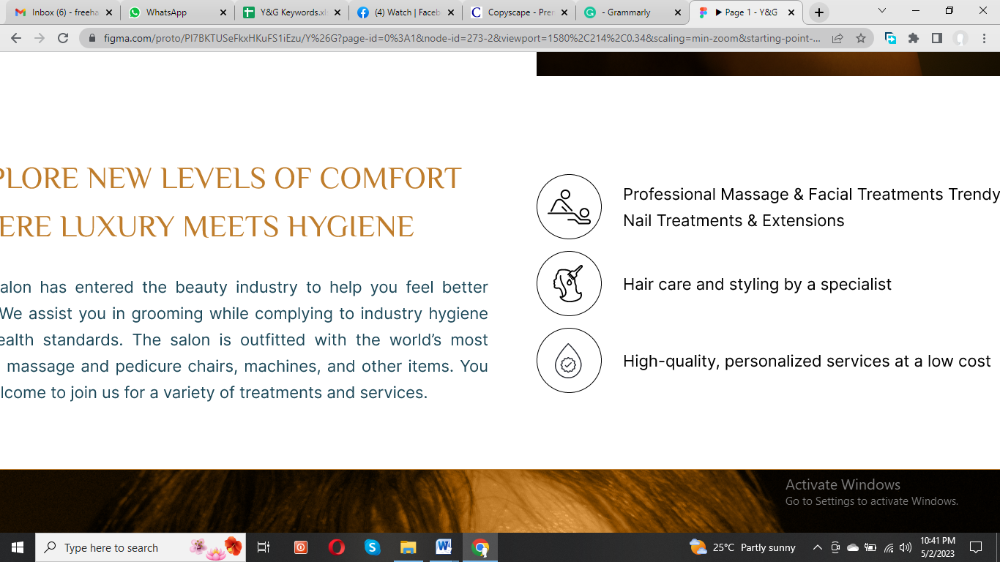 Inbox (6) - freeha
WhatsApp
Y&G Keywords.xl
(4) Watch | Faceb
Copyscape - Prer
- Grammarly
Page 1 - Y&G
figma.com/proto/PI7BKTUSeFkxHKuFS1iEzu/Y%26G?page-id=0%3A1&node-id=273-2&viewport=1580%2C214%2C0.34&scaling=min-zoom&starting-point-...
PLORE NEW LEVELS OF COMFORT
ERE LUXURY MEETS HYGIENE
alon has entered the beauty industry to help you feel better
We assist you in grooming while complying to industry hygiene
ealth standards. The salon is outfitted with the world's most
massage and pedicure chairs, machines, and other items. You
lcome to join us for a variety of treatments and services.
Professional Massage & Facial Treatments Trendy
Nail Treatments & Extensions
Hair care and styling by a specialist
High-quality, personalized services at a low cost
Activate Windows
Go to Settings to activate Windows.
Type here to search
25°C Partly sunny
10:41 PM
5/2/2023